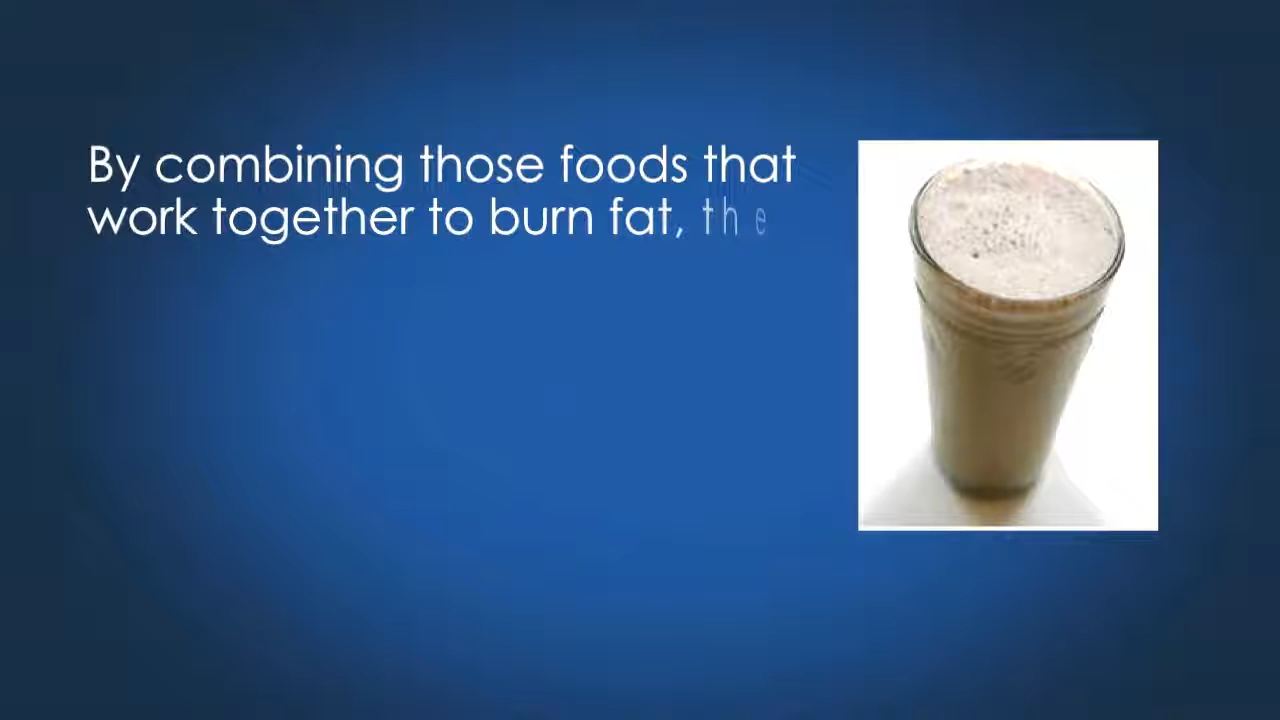 By combining those foods that
work together to burn fat, the